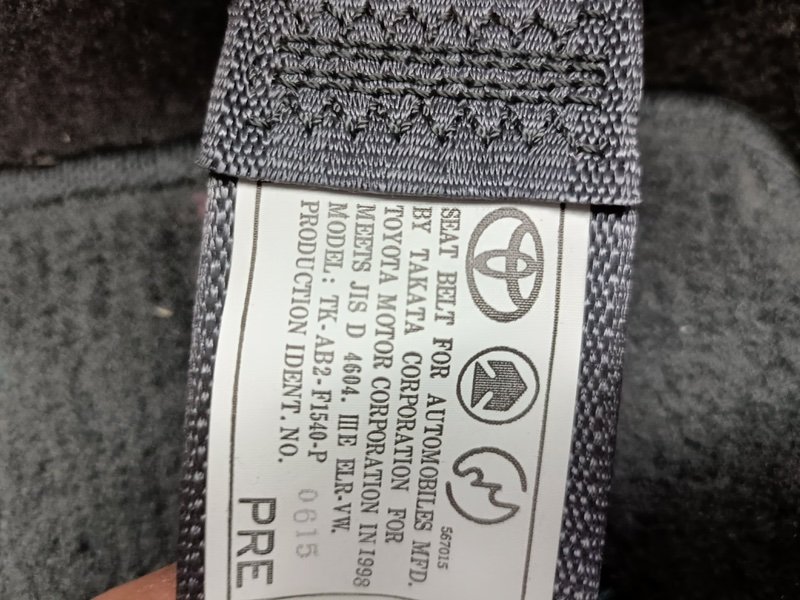 567015
SEAT BELT FOR AUTOMOBILES MFD.
BY TAKATA CORPORATION FOR
TOYOTA MOTOR CORPORATION IN 1998
MEETS JIS D 4604. IIIE ELR-VW.
MODEL: TK-AB2-F1540-P
PRODUCTION IDENT. NO. 0615
PRE